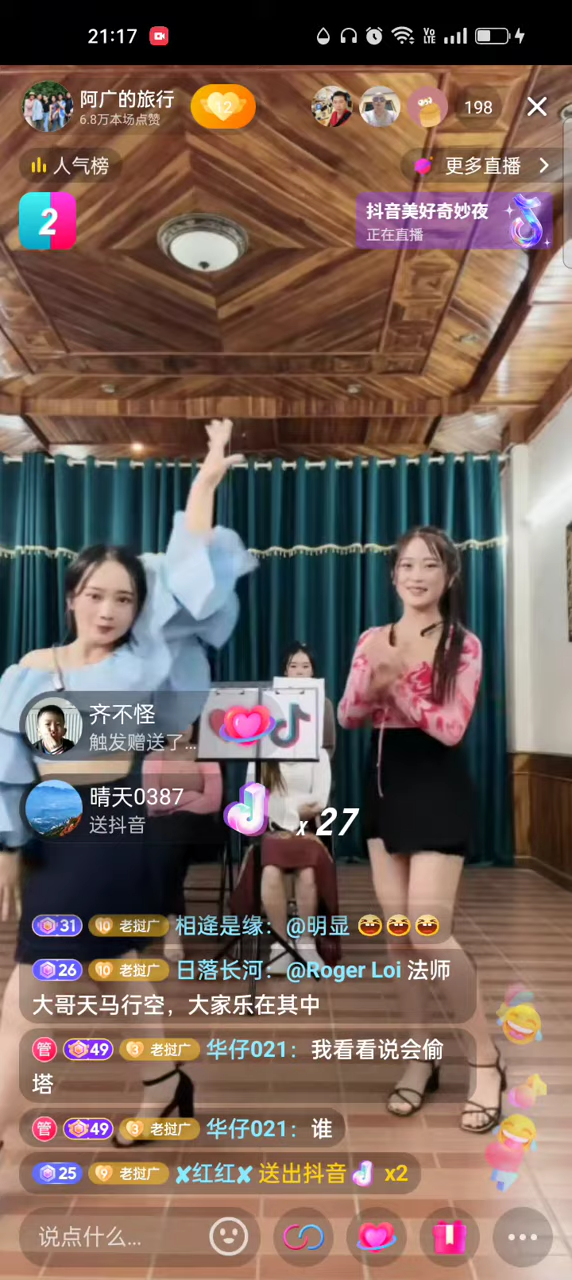 21:17
Vo
LTE
阿广的旅行
6.8万本场点赞
12
198
人气榜
更多直播
2
抖音美好奇妙夜
正在直播
齐不怪
触发赠送了...
晴天0387
送抖音
x 27
31 10 老挝广 相逢是缘：@明显
26 10 老挝广 日落长河：@Roger Loi 法师
大哥天马行空，大家乐在其中
管 49 3 老挝广 华仔021：我看看说会偷
塔
管 49 3 老挝广 华仔021：谁
25 9 老挝广 ✘红红✘ 送出抖音 x2
说点什么...